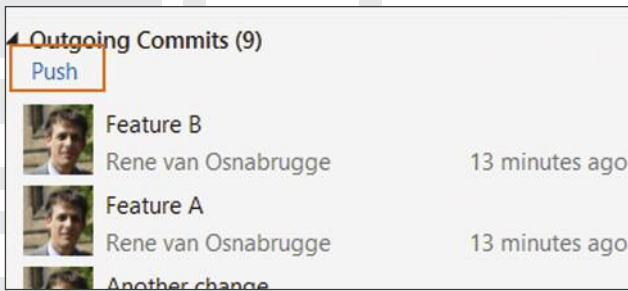 Outgoing Commits (9)
Push
Feature B
Rene van Osnabrugge 13 minutes ago
Feature A
Rene van Osnabrugge 13 minutes ago
Another change